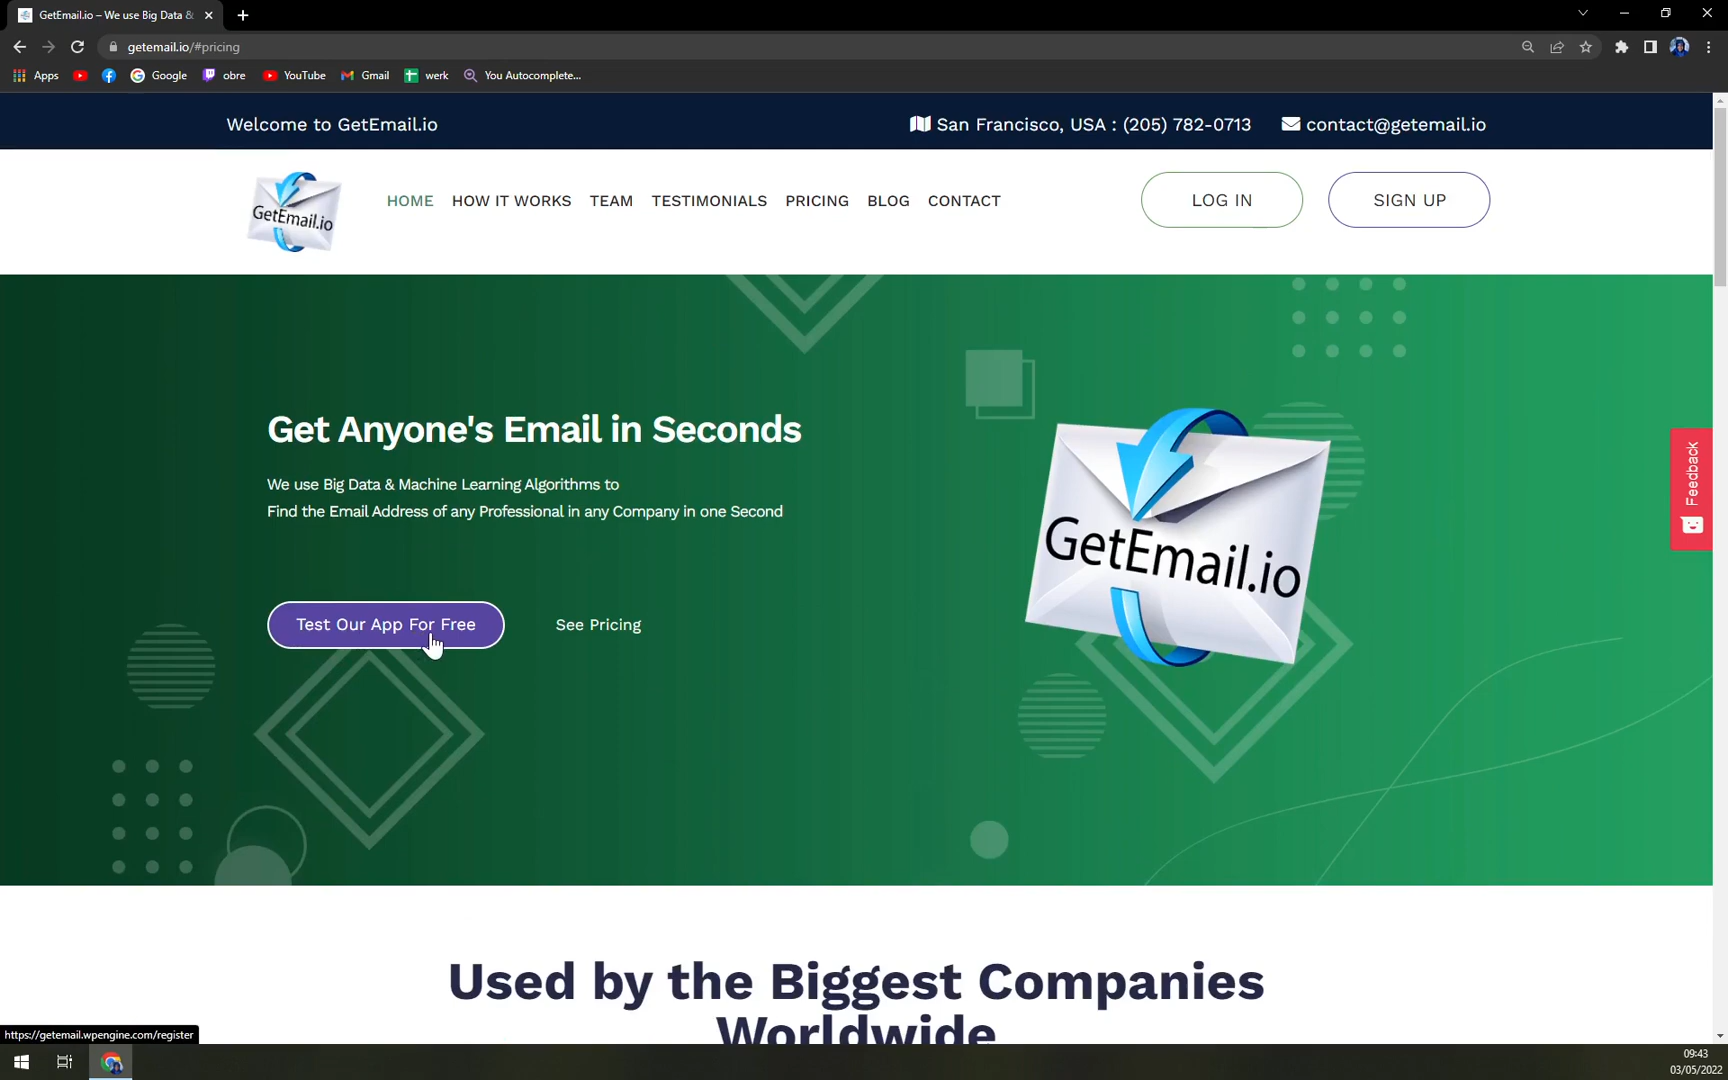 GetEmail.io – We use Big Data &
getemail.io/#pricing
Apps Google obre YouTube Gmail werk You Autocomplete...
Welcome to GetEmail.io San Francisco, USA : (205) 782-0713 contact@getemail.io
GetEmail.io
HOME HOW IT WORKS TEAM TESTIMONIALS PRICING BLOG CONTACT LOG IN SIGN UP
Get Anyone's Email in Seconds
We use Big Data & Machine Learning Algorithms to
Find the Email Address of any Professional in any Company in one Second
Test Our App For Free See Pricing
GetEmail.io
Feedback
Used by the Biggest Companies
Worldwide
https://getemail.wpengine.com/register
09:43
03/05/2022